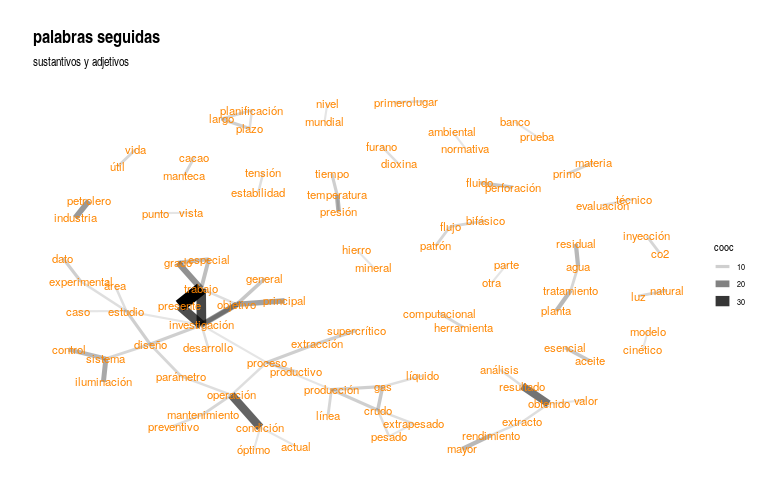 palabras seguidas
sustantivos y adjetivos
planificación
largo
plazo
nivel
mundial
primero lugar
banco
prueba
ambiental
normativa
furano
dioxina
vida
útil
cacao
manteca
tensión
estabilidad
tiempo
temperatura
presión
fluido
perforación
materia
primo
técnico
evaluación
petrolero
industria
punto vista
bifásico
flujo
patrón
hierro
mineral
parte
otra
residual
agua
tratamiento
planta
inyección
co2
natural
luz
cooc
10
20
30
dato
experimental
área
caso
estudio
grado
especial
trabajo
presente
objetivo
general
principal
investigación
desarrollo
diseño
control
sistema
iluminación
parámetro
proceso
productivo
extracción
supercrítico
computacional
herramienta
esencial
aceite
modelo
cinético
operación
mantenimiento
preventivo
condición
óptimo
actual
producción
línea
gas
líquido
crudo
extrapesado
pesado
análisis
resultado
obtenido
valor
extracto
rendimiento
mayor